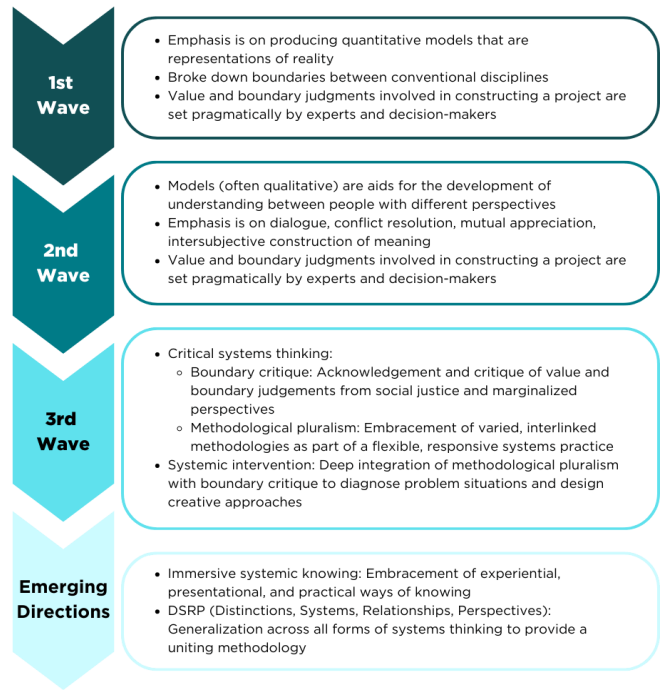 1st
Wave
• Emphasis is on producing quantitative models that are
representations of reality
• Broke down boundaries between conventional disciplines
• Value and boundary judgments involved in constructing a project are
set pragmatically by experts and decision-makers
2nd
Wave
• Models (often qualitative) are aids for the development of
understanding between people with different perspectives
• Emphasis is on dialogue, conflict resolution, mutual appreciation,
intersubjective construction of meaning
• Value and boundary judgments involved in constructing a project are
set pragmatically by experts and decision-makers
3rd
Wave
• Critical systems thinking:
◦ Boundary critique: Acknowledgement and critique of value and
boundary judgements from social justice and marginalized
perspectives
◦ Methodological pluralism: Embracement of varied, interlinked
methodologies as part of a flexible, responsive systems practice
• Systemic intervention: Deep integration of methodological pluralism
with boundary critique to diagnose problem situations and design
creative approaches
Emerging
Directions
• Immersive systemic knowing: Embracement of experiential,
presentational, and practical ways of knowing
• DSRP (Distinctions, Systems, Relationships, Perspectives):
Generalization across all forms of systems thinking to provide a
uniting methodology